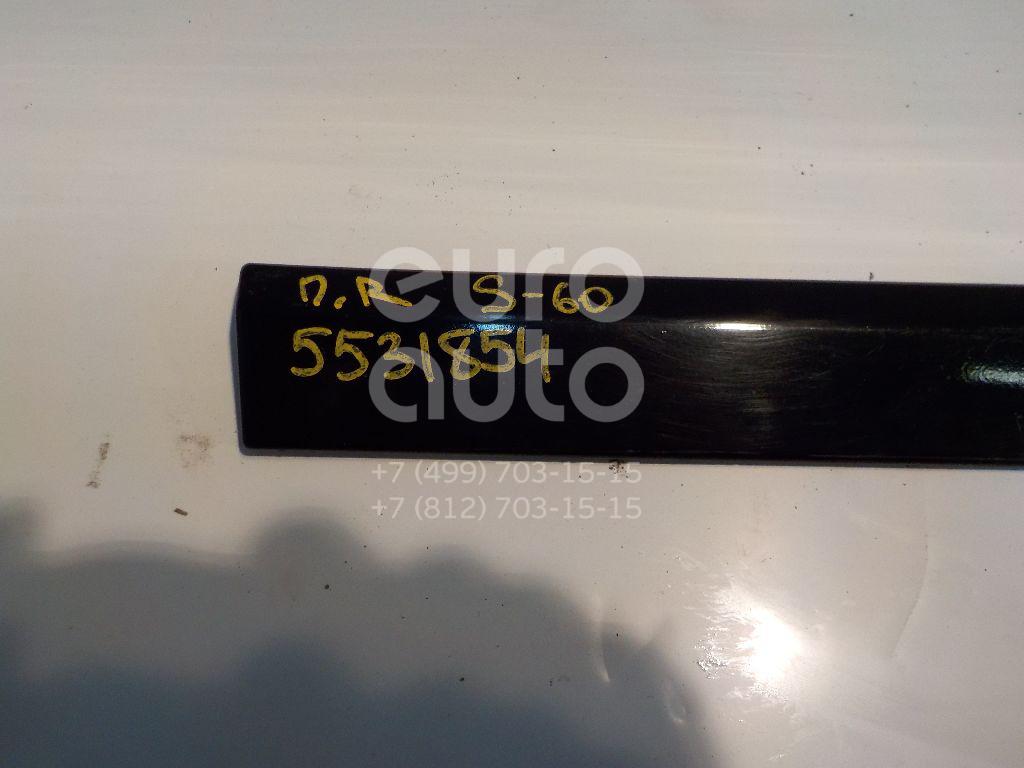 п.R S-60
5531854
euro
auto
+7 (499) 703-15-15
+7 (812) 703-15-15